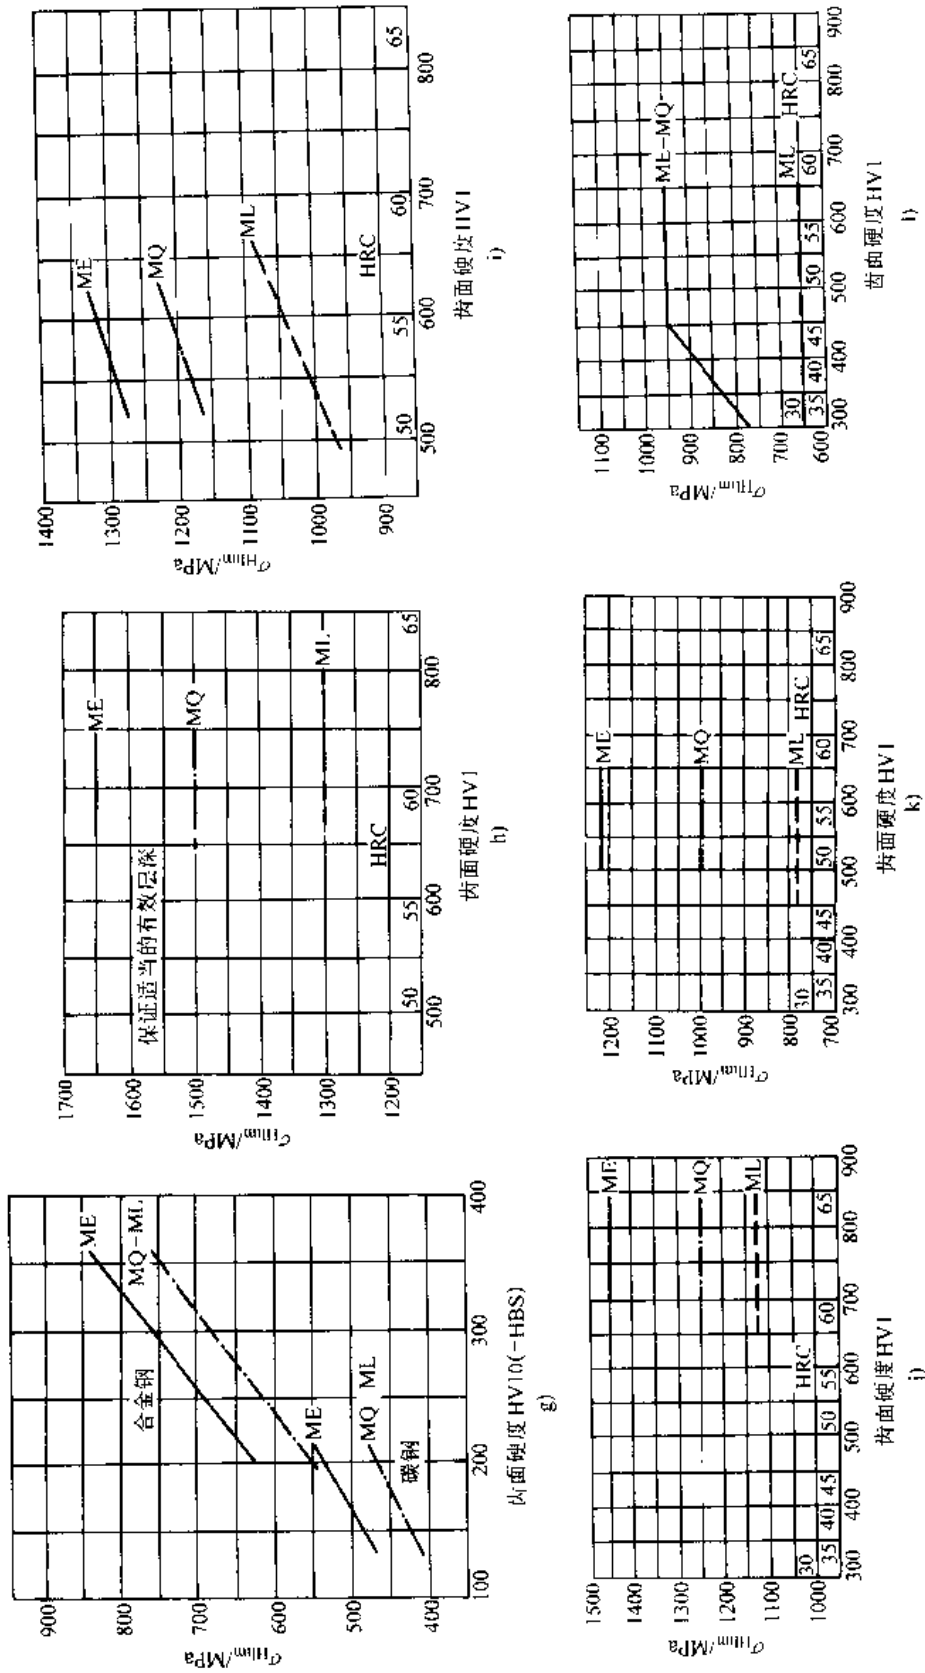 σHlim/MPa
900
800
700
600
500
400
合金钢
ME
MQ-ML
ME
MQ ML
碳钢
100 200 300 400
齿面硬度HV10(-HBS)
g)
σHlim/MPa
1700
1600
1500
1400
1300
1200
保证适当的有效层深
ME
MQ
ML
HRC
50 55 60 65
500 600 700 800
齿面硬度HV1
h)
σHlim/MPa
1400
1300
1200
1100
1000
900
ME
MQ
ML
HRC
50 55 60 65
500 600 700 800
齿面硬度HV1
i)
σHlim/MPa
1500
1400
1300
1200
1100
1000
ME
MQ
ML
30 HRC
35 40 45 50 55 60 65
300 400 500 600 700 800 900
齿面硬度HV1
j)
σHlim/MPa
1200
1100
1000
900
800
700
ME
MQ
ML
30 HRC
35 40 45 50 55 60 65
300 400 500 600 700 800 900
齿面硬度HV1
k)
σHlim/MPa
1100
1000
900
800
700
600
ME-MQ
ML
30 HRC
35 40 45 50 55 60 65
300 400 500 600 700 800 900
齿面硬度HV1
l)